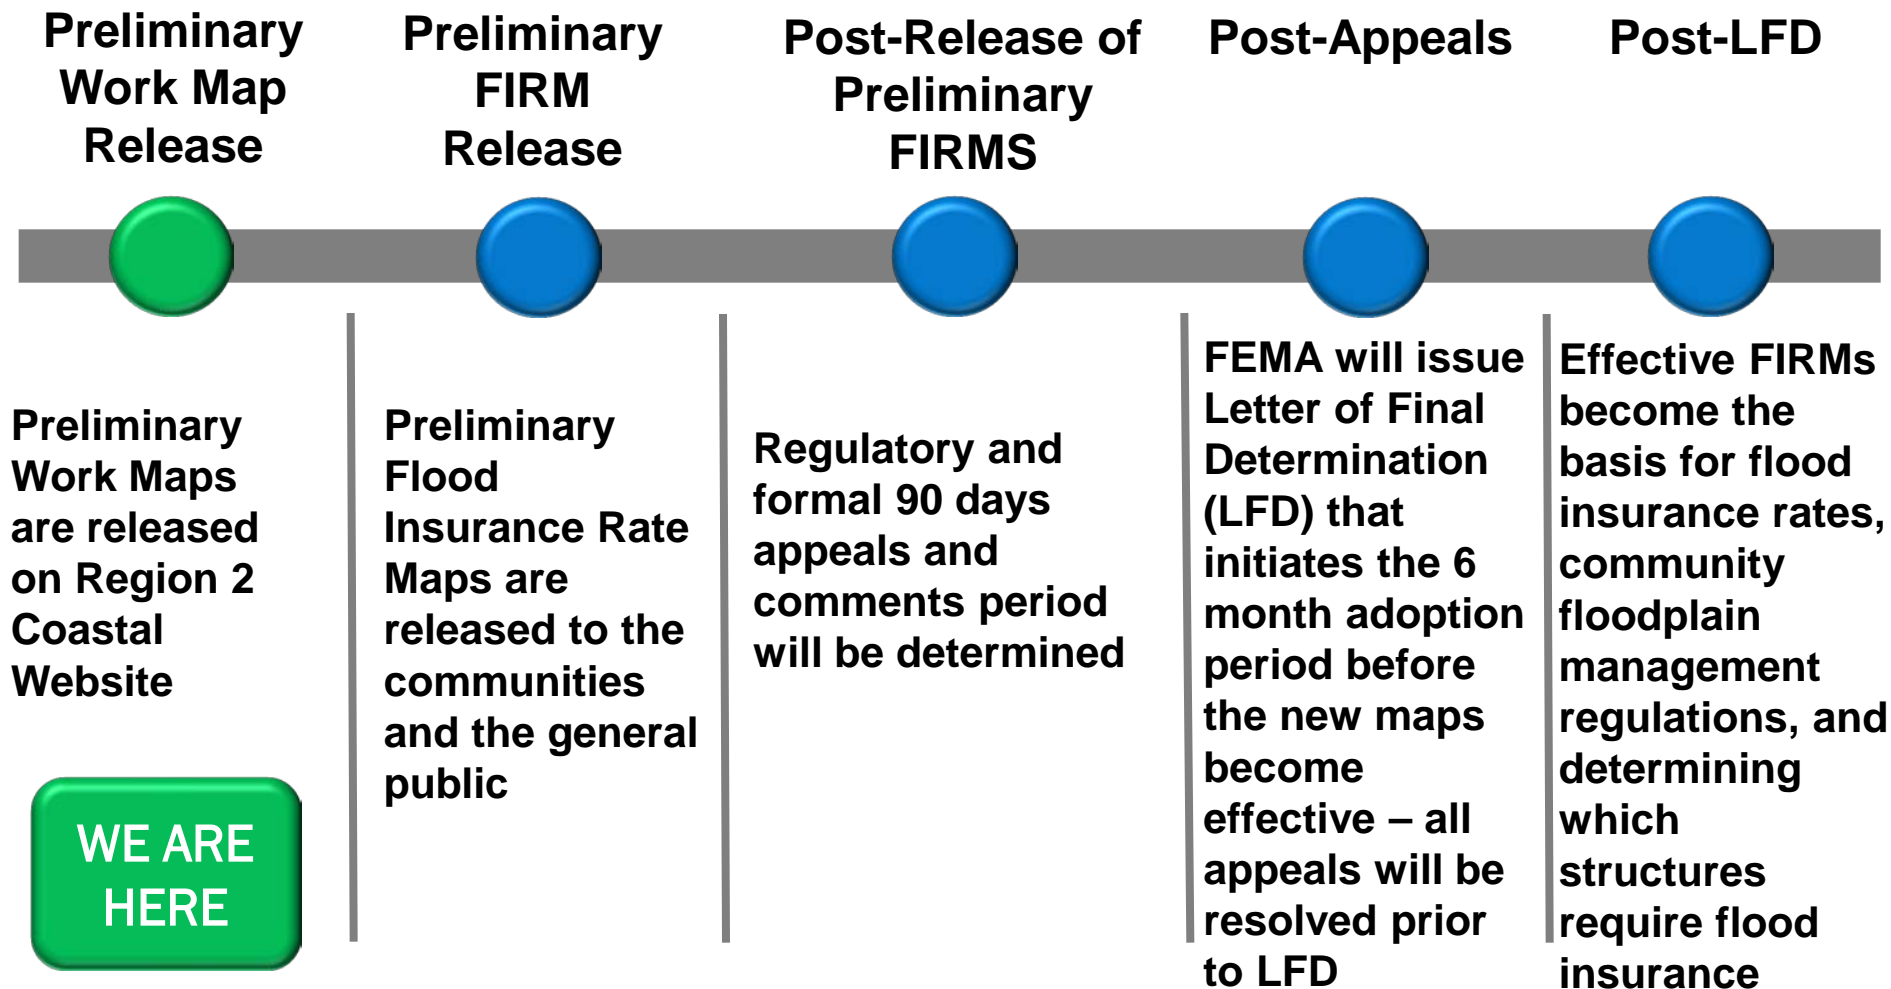 Preliminary
Work Map
Release
Preliminary
FIRM
Release
Post-Release of
Preliminary
FIRMS
Post-Appeals
Post-LFD
Preliminary
Work Maps
are released
on Region 2
Coastal
Website
WE ARE
HERE
Preliminary
Flood
Insurance Rate
Maps are
released to the
communities
and the general
public
Regulatory and
formal 90 days
appeals and
comments period
will be determined
FEMA will issue
Letter of Final
Determination
(LFD) that
initiates the 6
month adoption
period before
the new maps
become
effective – all
appeals will be
resolved prior
to LFD
Effective FIRMs
become the
basis for flood
insurance rates,
community
floodplain
management
regulations, and
determining
which
structures
require flood
insurance